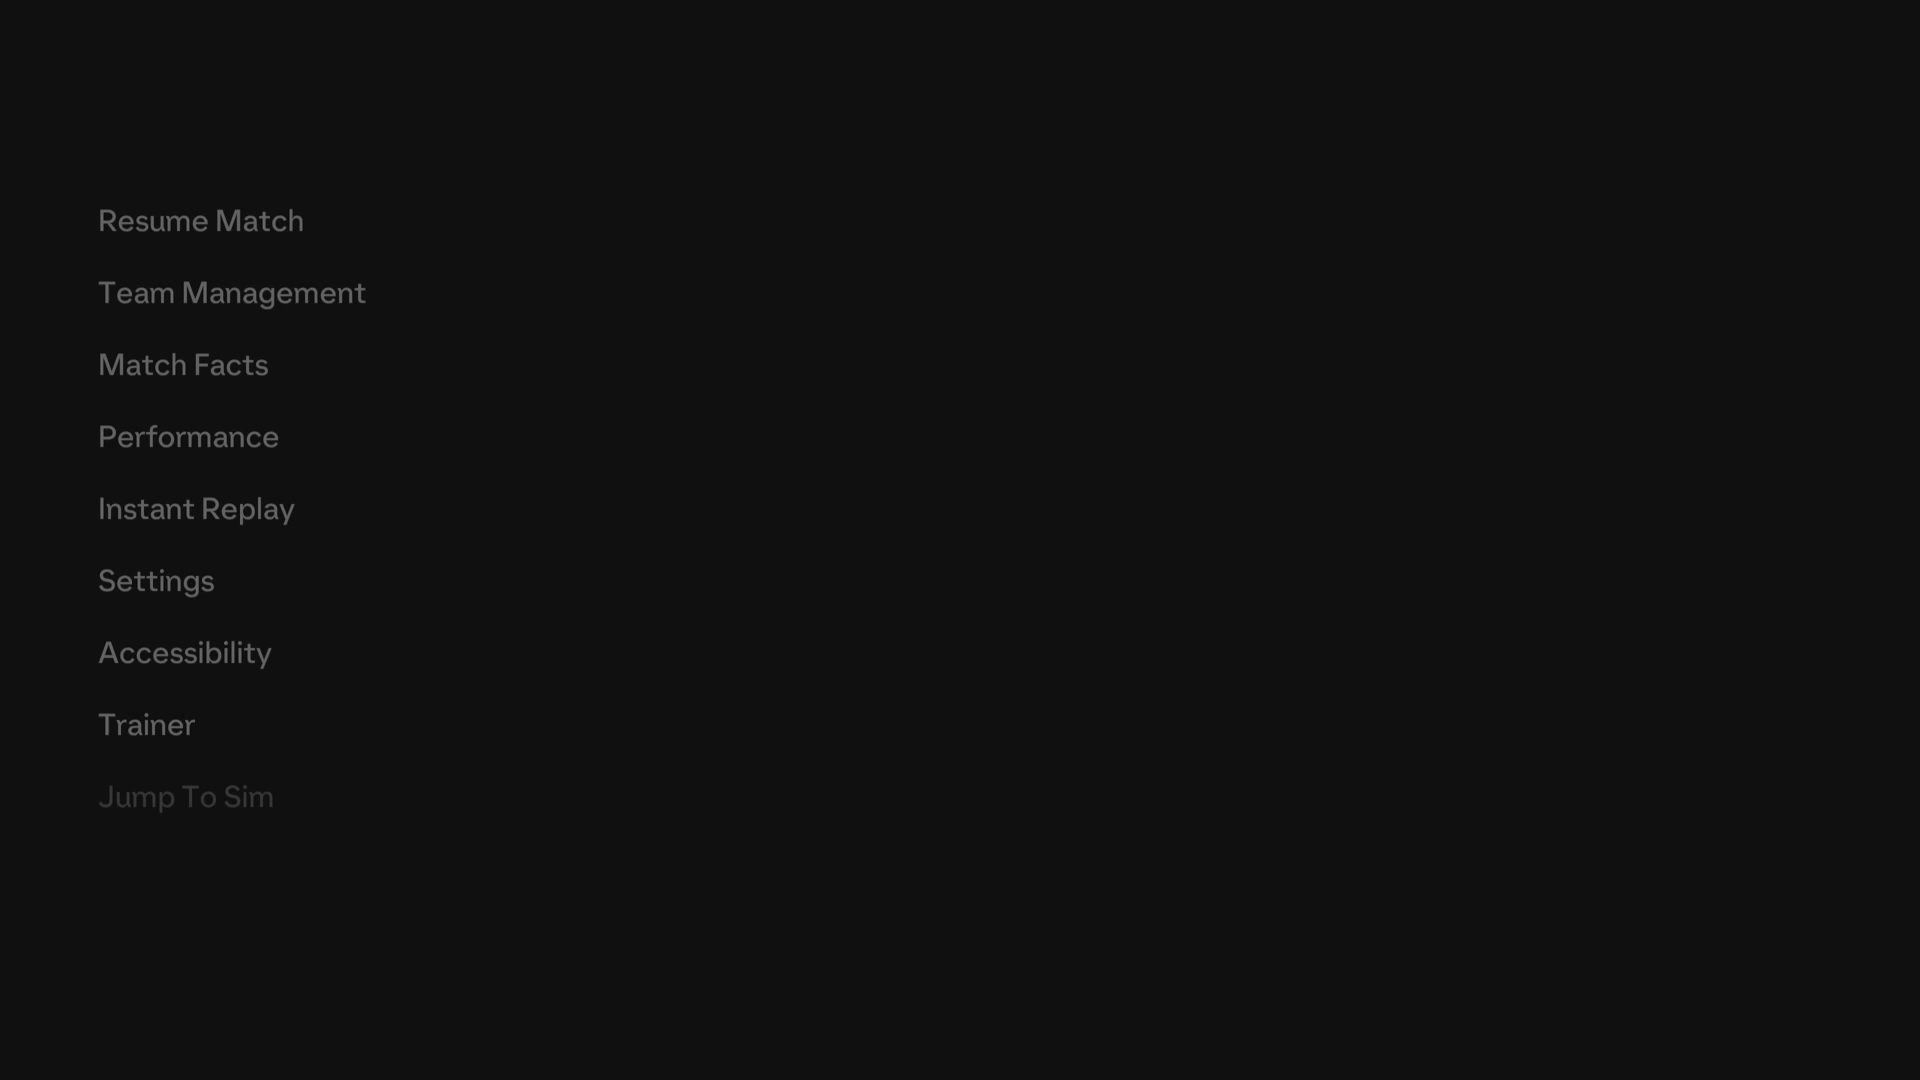 Resume Match
Team Management
Match Facts
Performance
Instant Replay
Settings
Accessibility
Trainer
Jump To Sim